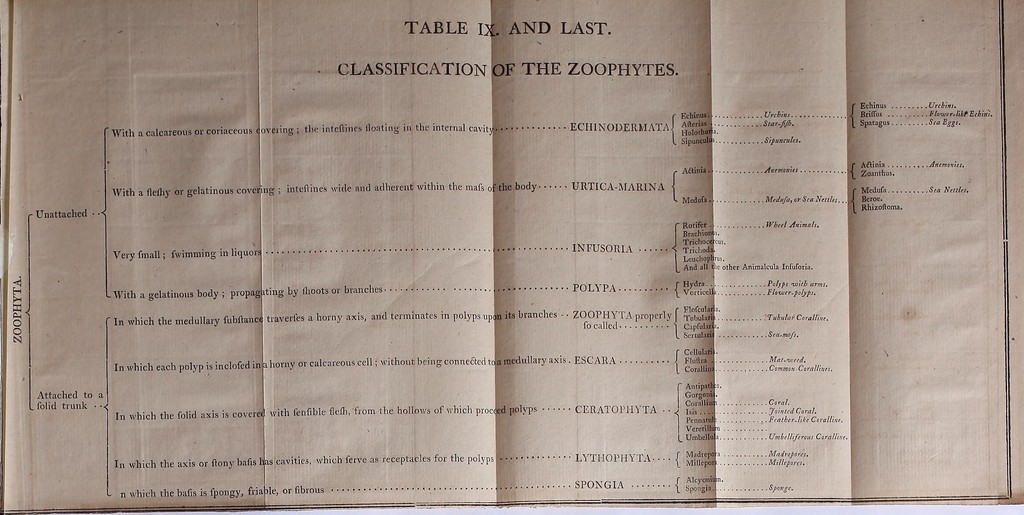 TABLE IX. AND LAST.
CLASSIFICATION OF THE ZOOPHYTES.
ZOOPHYTA.
Unattached
With a calcareous or coriaceous covering ; the inteſtines floating in the internal cavity. ECHINODERMATA
Echinus Urchins.
Aſterias Star-fiſh.
Holothuria.
Sipunculus Sipuncules.
Echinus Urchins.
Briſſus Flower-like Echini.
Spatagus Sea Eggs.
With a fleſhy or gelatinous covering ; inteſtines wide and adherent within the maſs of the body URTICA-MARINA
Actinia Anemonies
Meduſa Meduſa, or Sea Nettles
Actinia Anemonies.
Zoanthus.
Meduſa Sea Nettles.
Beroe.
Rhizoſtoma.
Very ſmall ; ſwimming in liquors INFUSORIA
Rotifer Wheel Animals.
Brachionus.
Trichocercus.
Trichoda.
Leucophrus.
And all the other Animalcula Infuſoria.
With a gelatinous body ; propagating by ſhoots or branches POLYPA
Hydra Polyps with arms.
Vorticella Flower-polyps.
Attached to a
ſolid trunk
In which the medullary ſubſtance traverſes a horny axis, and terminates in polyps upon its branches ZOOPHYTA properly
ſo called
Floſcularia.
Tubularia Tubular Coralline.
Capſularia.
Sertularia Sea-moſs.
In which each polyp is incloſed in a horny or calcareous cell ; without being connected to a medullary axis . ESCARA
Cellularia.
Fluſtra Mat-weed.
Corallina Common Corallines.
In which the ſolid axis is covered with ſenſible fleſh, from the hollows of which proceed polyps CERATOPHYTA
Antipathes.
Gorgonia.
Corallium Coral.
Isis Jointed Coral.
Pennatula Feather-like Coralline.
Veretillum
Umbellula Umbelliferous Coralline.
In which the axis or ſtony baſis has cavities, which ſerve as receptacles for the polyps LYTHOPHYTA
Madrepora Madrepores.
Millepora Millepores.
n which the baſis is ſpongy, friable, or fibrous SPONGIA
Alcyonium.
Spongia Sponge.